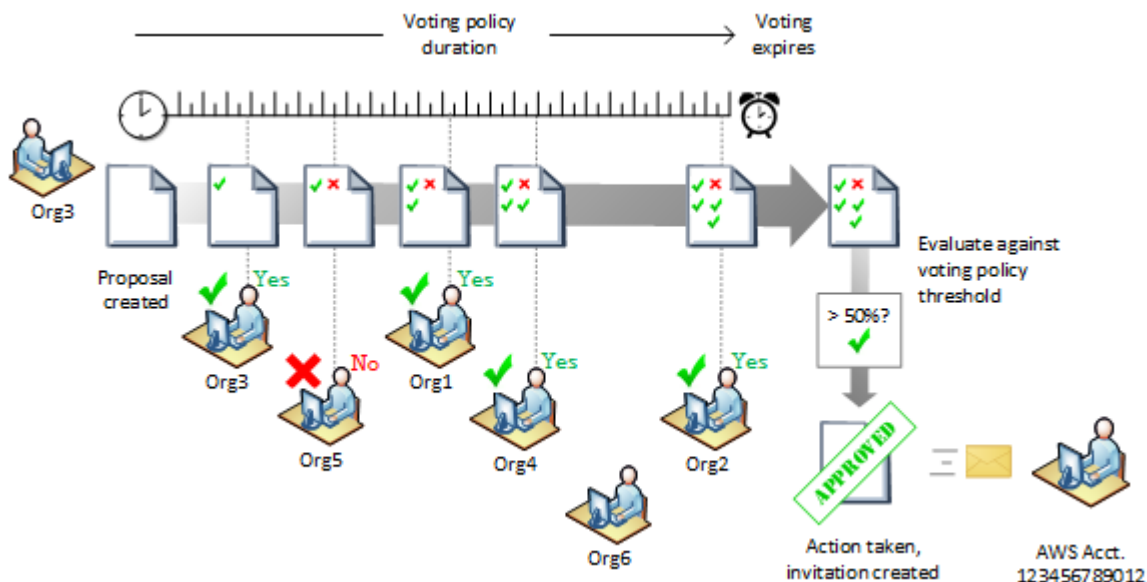 Voting policy
duration
Voting
expires
Org3
Proposal
created
Yes
Org3
No
Org5
Yes
Org1
Yes
Org4
Org6
Yes
Org2
Evaluate against
voting policy
threshold
> 50%?
APPROVED
Action taken,
invitation created
AWS Acct.
123456789012